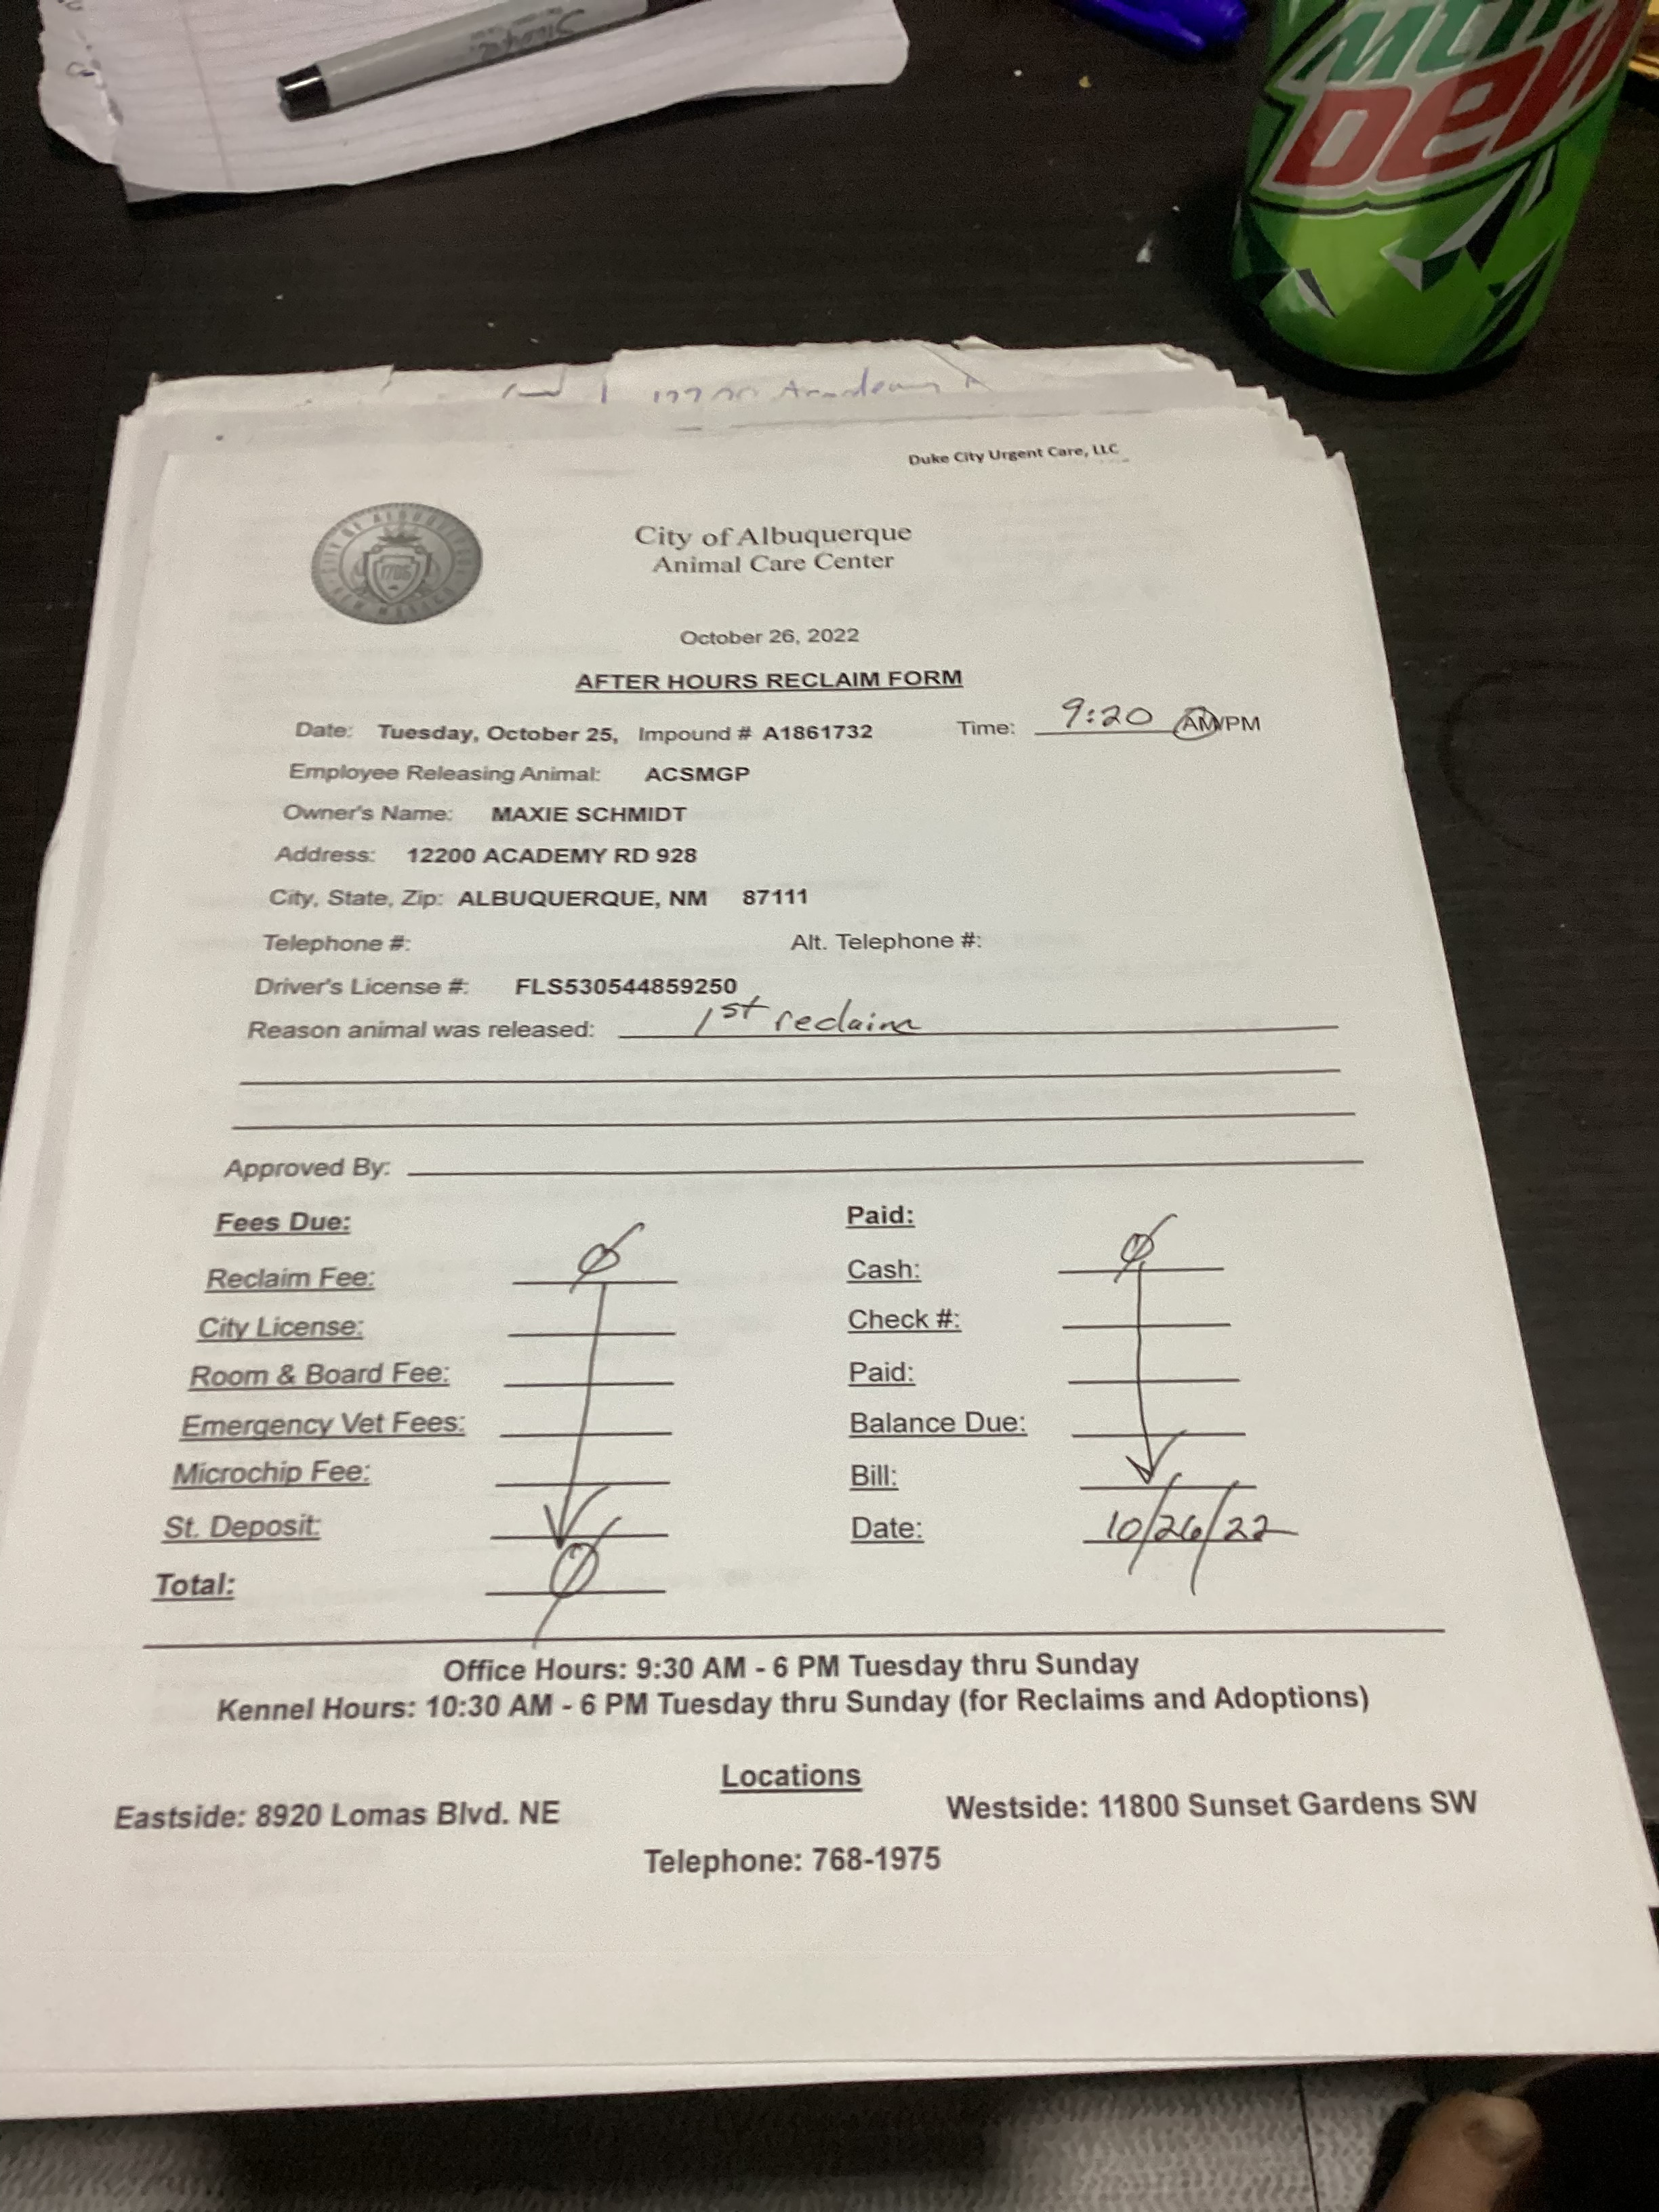 Sharpie
Mtn
Dew
Academy
Duke City Urgent Care, LLC
CITY OF ALBUQUERQUE
1706
NEW MEXICO
City of Albuquerque
Animal Care Center
October 26, 2022
AFTER HOURS RECLAIM FORM
Date: Tuesday, October 25, Impound # A1861732 Time: 9:20 AM/PM
Employee Releasing Animal: ACSMGP
Owner's Name: MAXIE SCHMIDT
Address: 12200 ACADEMY RD 928
City, State, Zip: ALBUQUERQUE, NM 87111
Telephone #: Alt. Telephone #:
Driver's License #: FLS530544859250
Reason animal was released: 1st reclaim
Approved By:
Fees Due: Paid:
Reclaim Fee: Ø Cash: Ø
City License: Check #:
Room & Board Fee: Paid:
Emergency Vet Fees: Balance Due:
Microchip Fee: Bill:
St. Deposit: Date: 10/26/22
Total: Ø
Office Hours: 9:30 AM - 6 PM Tuesday thru Sunday
Kennel Hours: 10:30 AM - 6 PM Tuesday thru Sunday (for Reclaims and Adoptions)
Locations
Eastside: 8920 Lomas Blvd. NE Westside: 11800 Sunset Gardens SW
Telephone: 768-1975